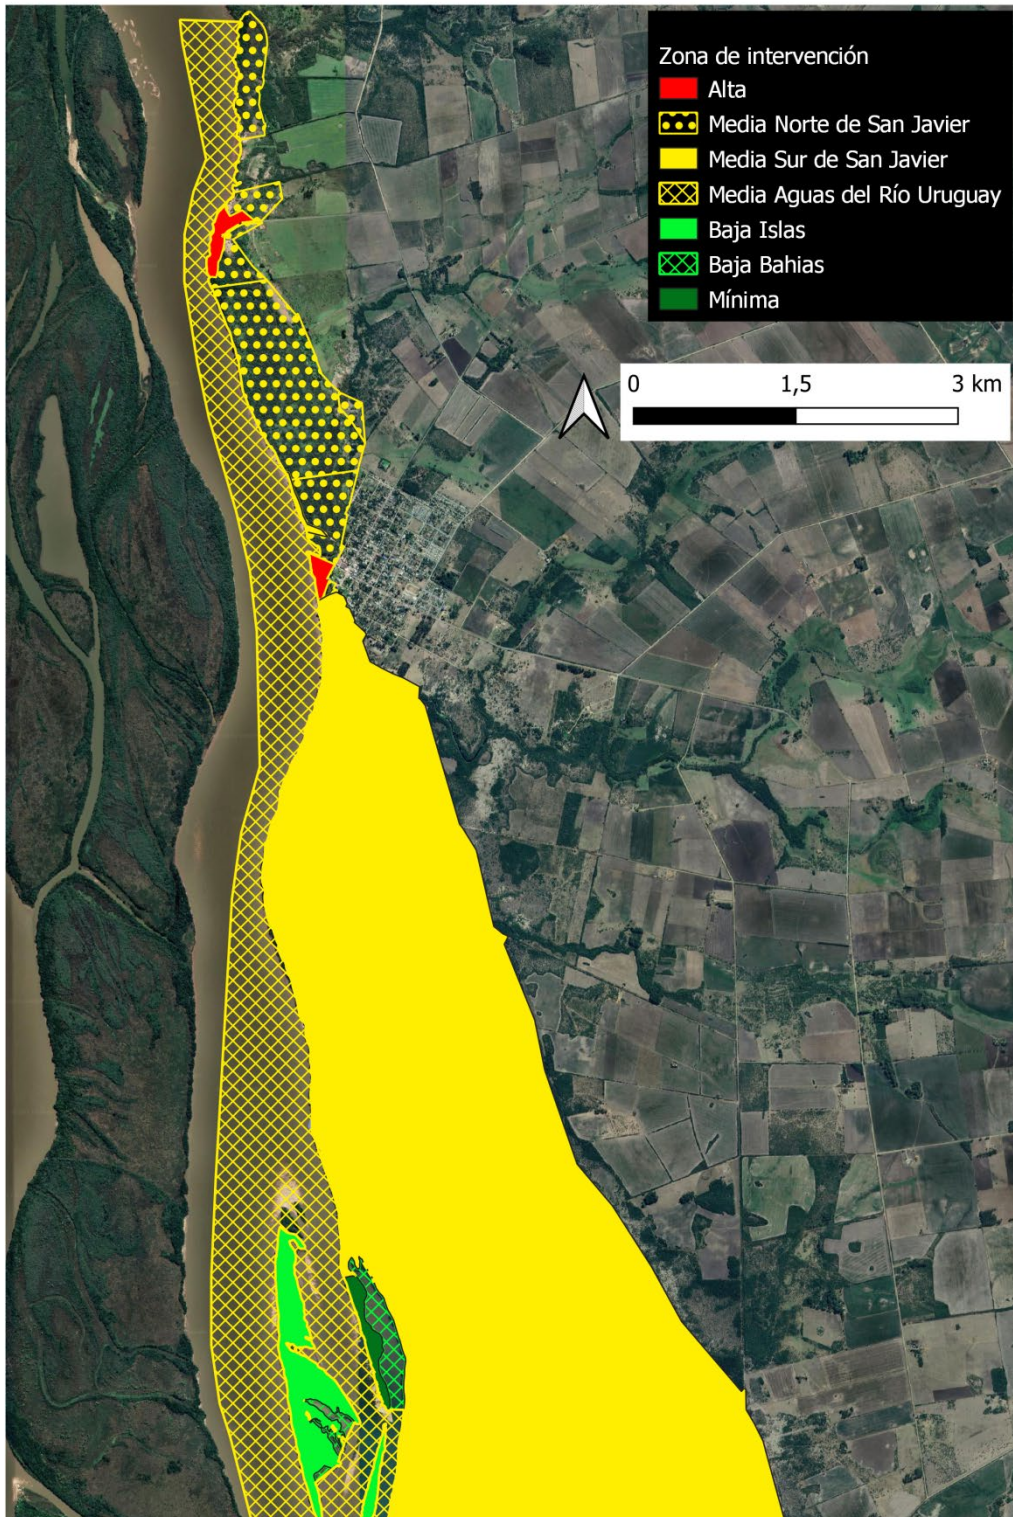 Zona de intervención
Alta
Media Norte de San Javier
Media Sur de San Javier
Media Aguas del Río Uruguay
Baja Islas
Baja Bahias
Mínima
0 1,5 3 km